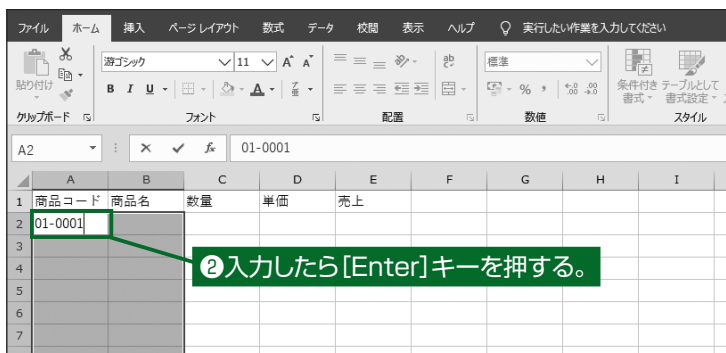 ファイル ホーム 挿入 ページ レイアウト 数式 データ 校閲 表示 ヘルプ 実行したい作業を入力してください
游ゴシック 11 A A ab 標準
貼り付け B I U A 亜 % 9 .0 .00 .00 .0 条件付き書式 テーブルとして書式設定
クリップボード フォント 配置 数値 スタイル
A2 fx 01-0001
A B C D E F G H I
1 商品コード 商品名 数量 単価 売上
2 01-0001
3
4 ❷入力したら[Enter]キーを押する。
5
6
7